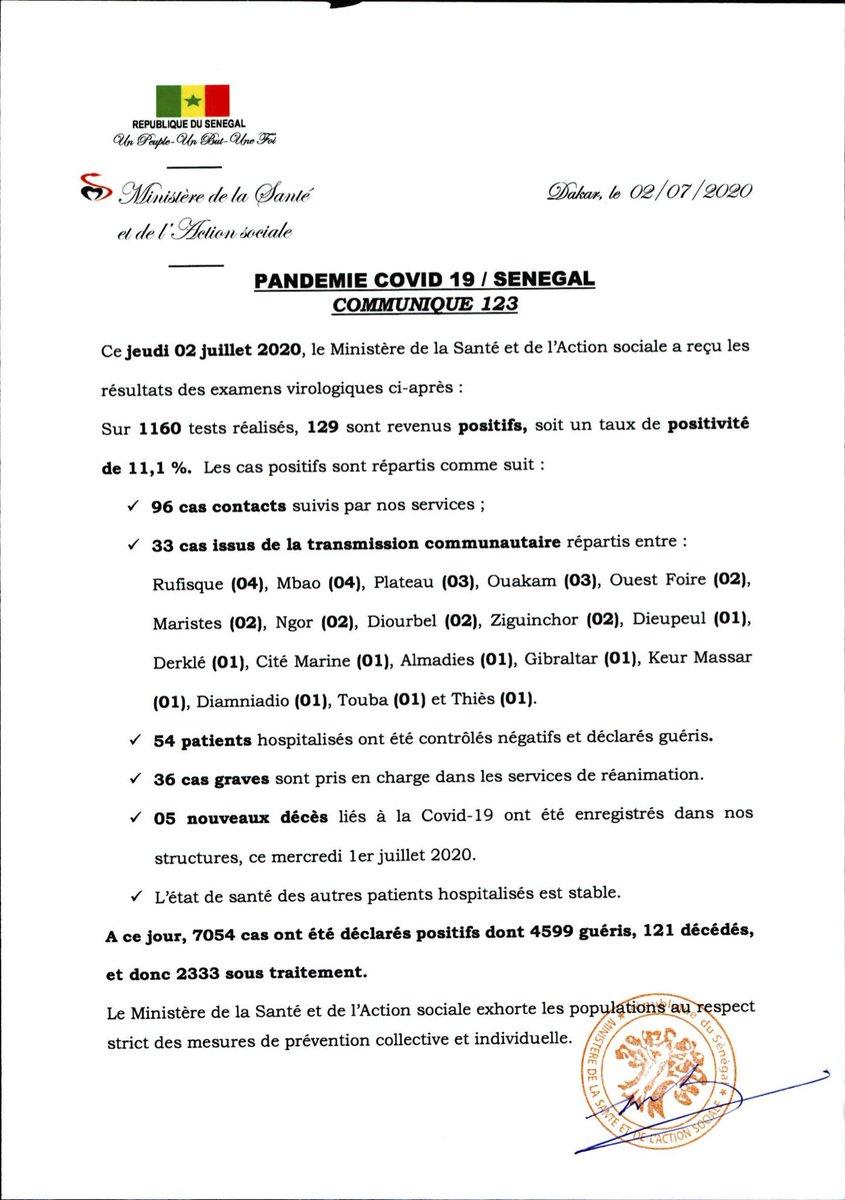 REPUBLIQUE DU SENEGAL
Un Peuple-Un But-Une Foi
Ministère de la Santé
et de l'Action sociale
Dakar, le 02/07/2020
PANDEMIE COVID 19 / SENEGAL
COMMUNIQUE 123
Ce jeudi 02 juillet 2020, le Ministère de la Santé et de l'Action sociale a reçu les
résultats des examens virologiques ci-après :
Sur 1160 tests réalisés, 129 sont revenus positifs, soit un taux de positivité
de 11,1 %. Les cas positifs sont répartis comme suit :
✓ 96 cas contacts suivis par nos services ;
✓ 33 cas issus de la transmission communautaire répartis entre :
Rufisque (04), Mbao (04), Plateau (03), Ouakam (03), Ouest Foire (02),
Maristes (02), Ngor (02), Diourbel (02), Ziguinchor (02), Dieupeul (01),
Derklé (01), Cité Marine (01), Almadies (01), Gibraltar (01), Keur Massar
(01), Diamniadio (01), Touba (01) et Thiès (01).
✓ 54 patients hospitalisés ont été contrôlés négatifs et déclarés guéris.
✓ 36 cas graves sont pris en charge dans les services de réanimation.
✓ 05 nouveaux décès liés à la Covid-19 ont été enregistrés dans nos
structures, ce mercredi 1er juillet 2020.
✓ L'état de santé des autres patients hospitalisés est stable.
A ce jour, 7054 cas ont été déclarés positifs dont 4599 guéris, 121 décédés,
et donc 2333 sous traitement.
Le Ministère de la Santé et de l'Action sociale exhorte les populations au respect
strict des mesures de prévention collective et individuelle.
République du Sénégal
MINISTERE DE LA SANTE ET DE L'ACTION SOCIALE